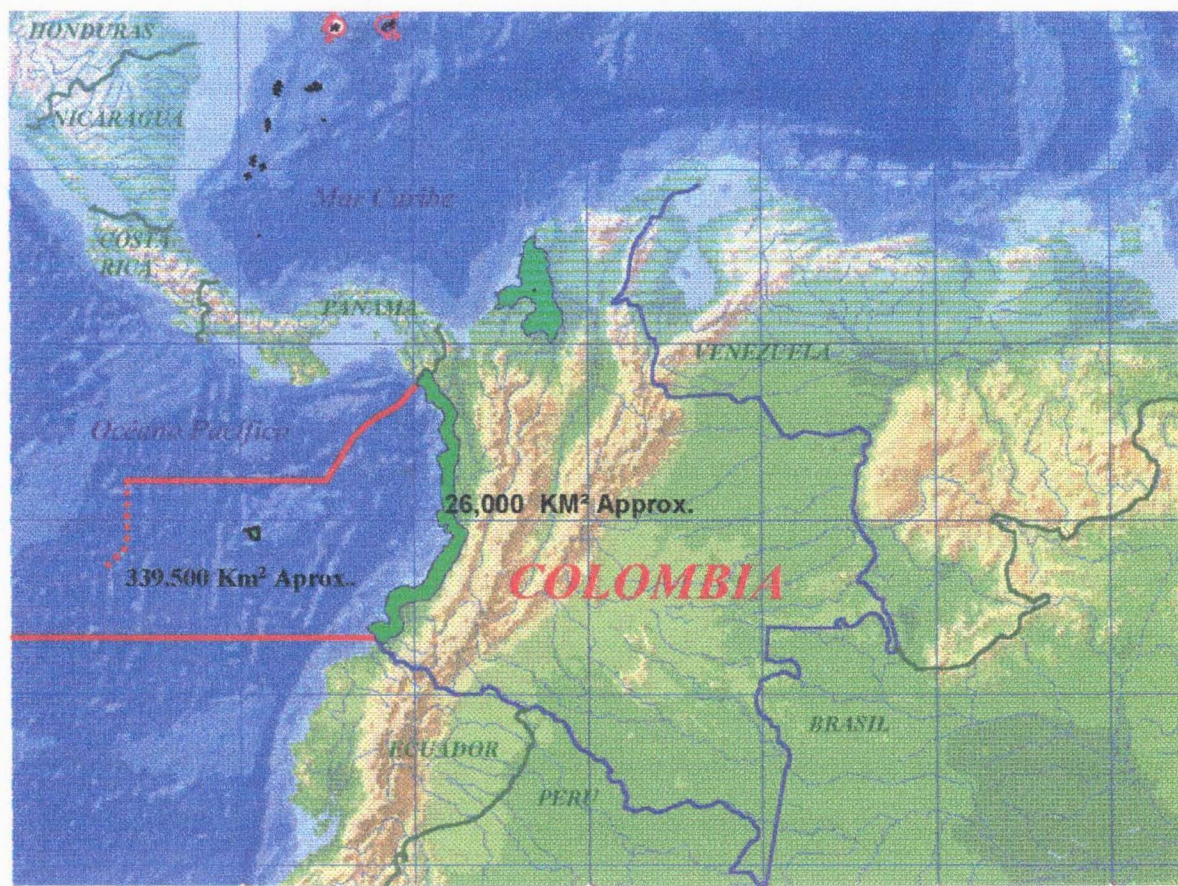 HONDURAS
NICARAGUA
Mar Caribe
COSTA
RICA
PANAMA
VENEZUELA
Océano Pacífico
26,000 KM² Approx.
339.500 Km² Aprox..
COLOMBIA
BRASIL
ECUADOR
PERU